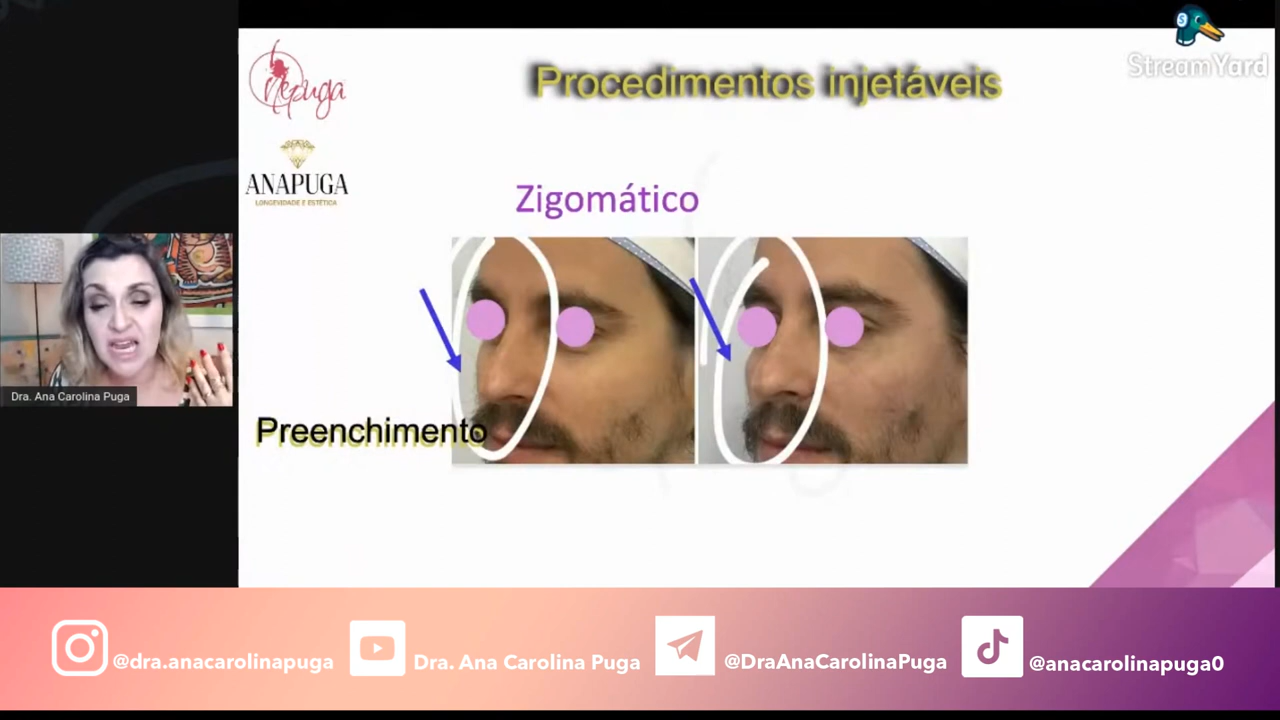 StreamYard
nepuga
Procedimentos injetáveis
ANAPUGA
LONGEVIDADE E ESTÉTICA
Zigomático
Dra. Ana Carolina Puga
Preenchimento
@dra.anacarolinapuga
Dra. Ana Carolina Puga
@DraAnaCarolinaPuga
@anacarolinapuga0